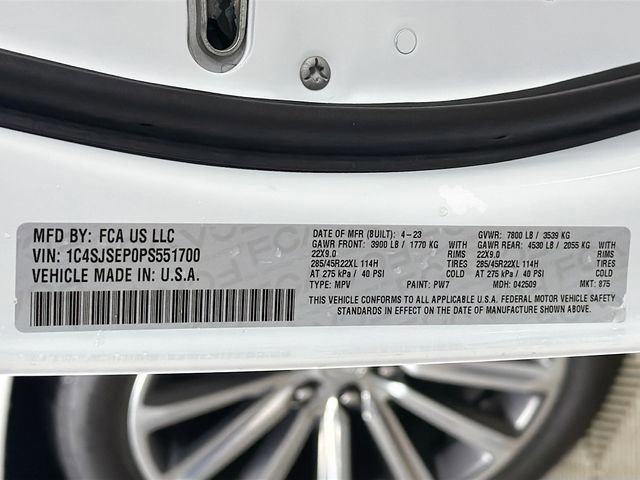 MFD BY: FCA US LLC
VIN: 1C4SJSEP0PS551700
VEHICLE MADE IN: U.S.A.
DATE OF MFR (BUILT): 4-23
GVWR: 7800 LB / 3539 KG
GAWR FRONT: 3900 LB / 1770 KG
GAWR REAR: 4530 LB / 2055 KG
22X9.0 RIMS 22X9.0 RIMS
285/45R22XL 114H TIRES 285/45R22XL 114H TIRES
AT 275 kPa / 40 PSI COLD AT 275 kPa / 40 PSI COLD
TYPE: MPV PAINT: PW7 MDH: 042509 MKT: 875
THIS VEHICLE CONFORMS TO ALL APPLICABLE U.S.A. FEDERAL MOTOR VEHICLE SAFETY
STANDARDS IN EFFECT ON THE DATE OF MANUFACTURE SHOWN ABOVE.